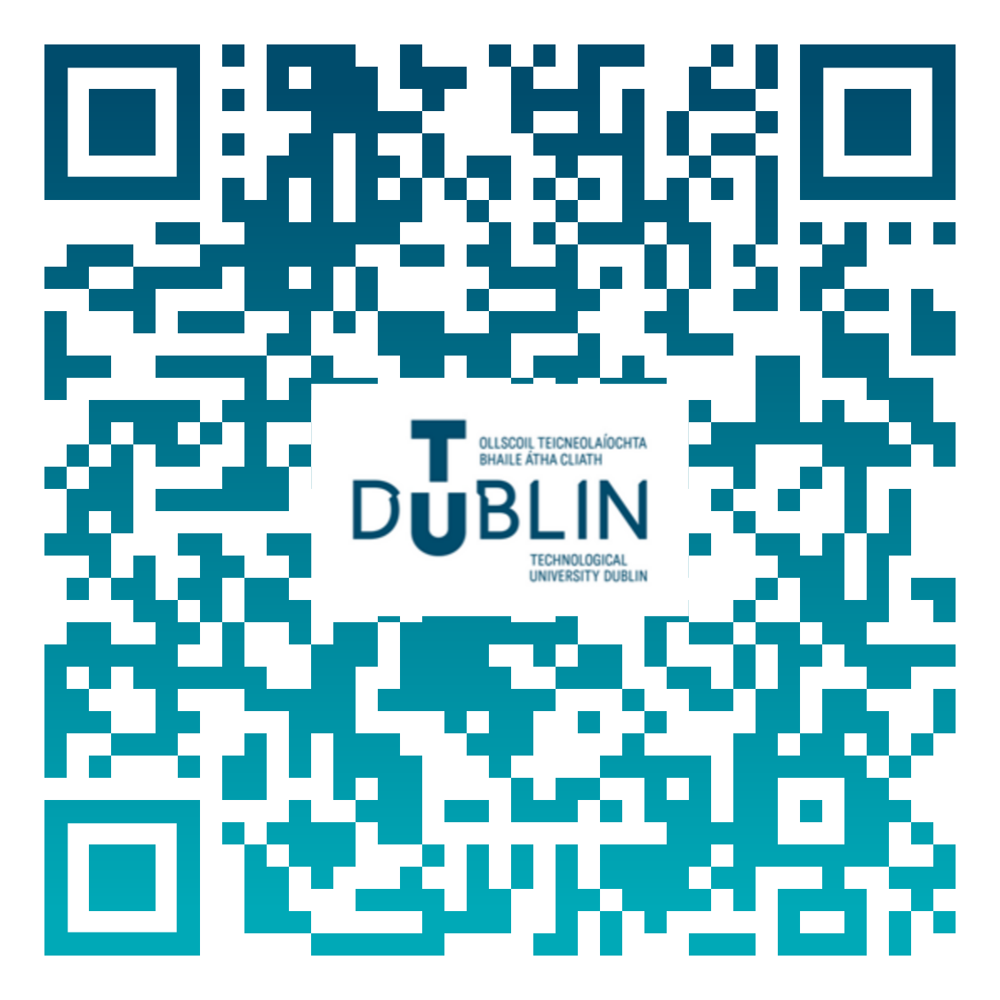 OLLSCOIL TEICNEOLAÍOCHTA
BHAILE ÁTHA CLIATH
TU DUBLIN
TECHNOLOGICAL
UNIVERSITY DUBLIN